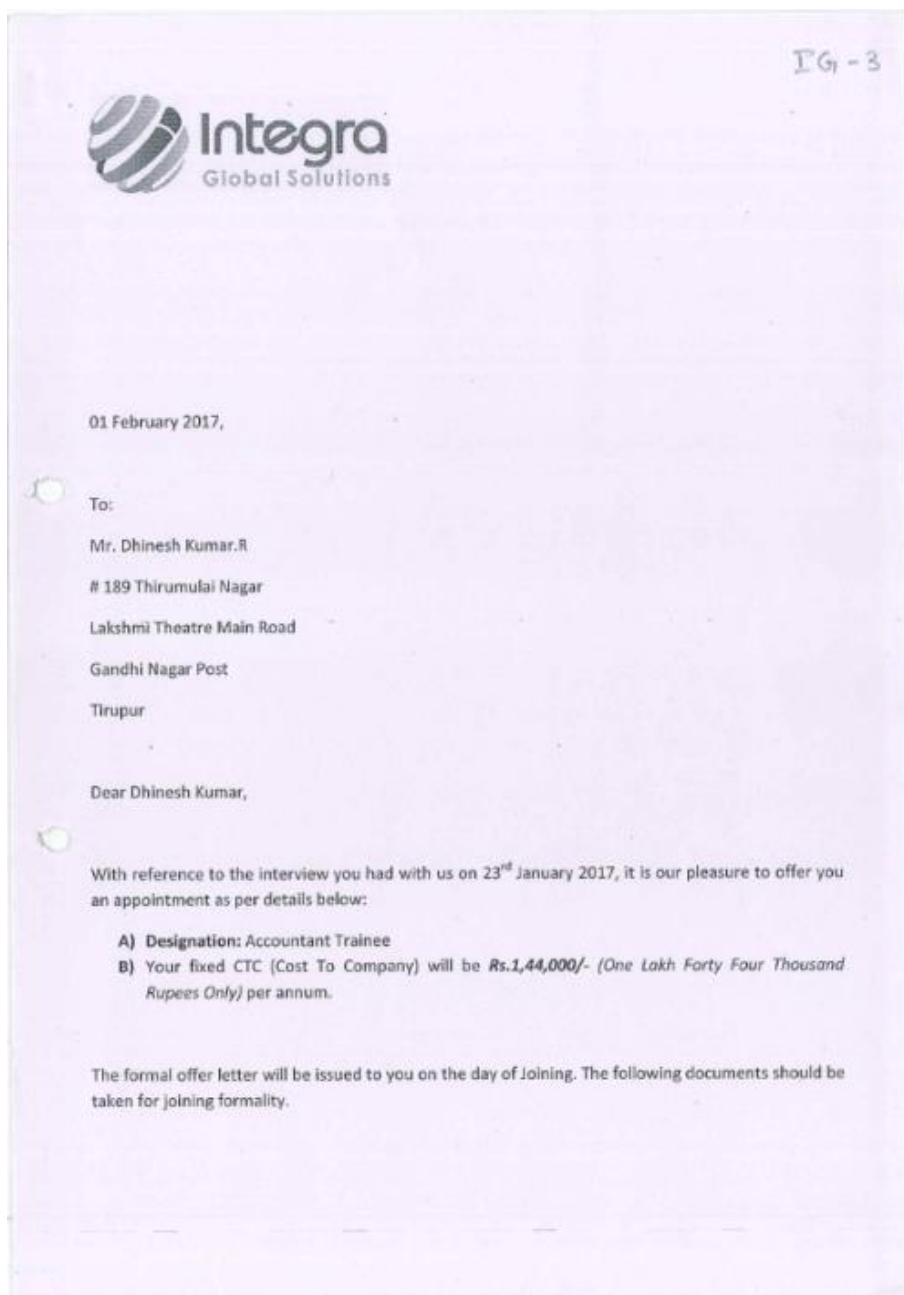 IG-3
Integra
Global Solutions
01 February 2017,
To:
Mr. Dhinesh Kumar.R
# 189 Thirumulai Nagar
Lakshmi Theatre Main Road
Gandhi Nagar Post
Tirupur
Dear Dhinesh Kumar,
With reference to the interview you had with us on 23rd January 2017, it is our pleasure to offer you
an appointment as per details below:
A) Designation: Accountant Trainee
B) Your fixed CTC (Cost To Company) will be Rs.1,44,000/- (One Lakh Forty Four Thousand
Rupees Only) per annum.
The formal offer letter will be issued to you on the day of Joining. The following documents should be
taken for joining formality.